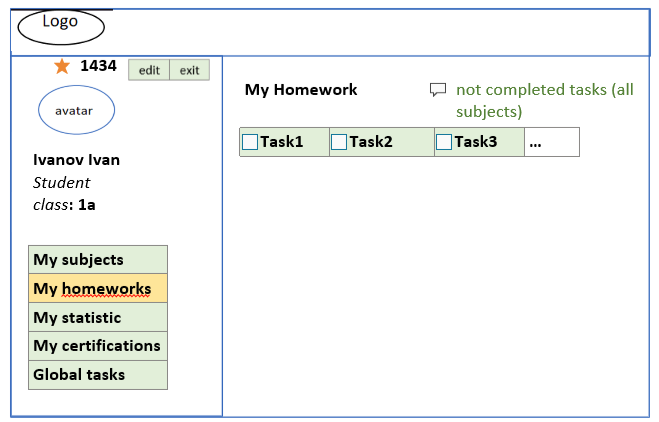 Logo
1434
edit
exit
avatar
Ivanov Ivan
Student
class: 1a
My subjects
My homeworks
My statistic
My certifications
Global tasks
My Homework
not completed tasks (all
subjects)
Task1 Task2 Task3 ...